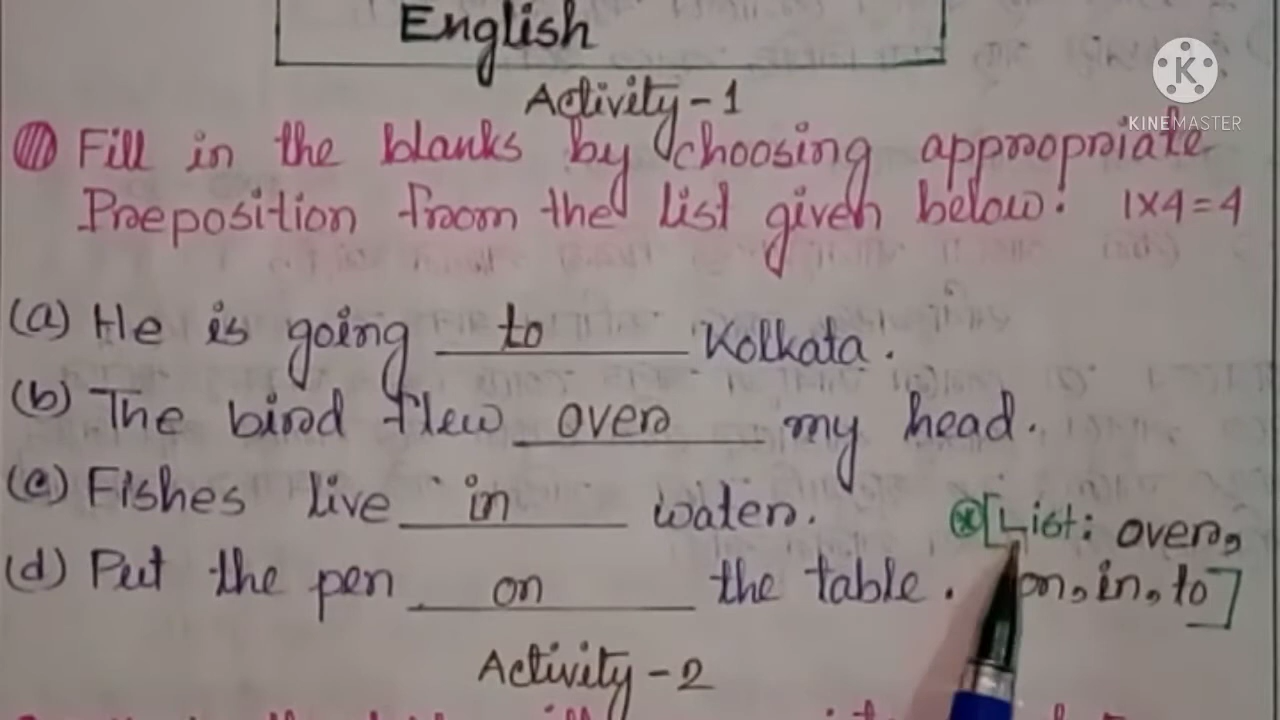 English
Activity-1
Fill in the blanks by choosing appropriate
Preposition from the list given below: 1x4=4
(a) He is going to Kolkata.
(b) The bird flew over my head.
(c) Fishes live in water.
(d) Put the pen on the table.
[List: over,
on, in, to]
Activity-2
KINEMASTER